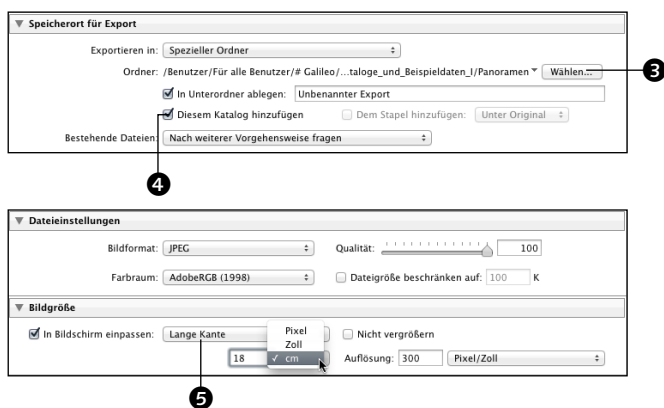 Speicherort für Export
Exportieren in: Spezieller Ordner
Ordner: /Benutzer/Für alle Benutzer/# Galileo/...taloge_und_Beispieldaten_I/Panoramen Wählen... 3
In Unterordner ablegen: Unbenannter Export
Diesem Katalog hinzufügen Dem Stapel hinzufügen: Unter Original
Bestehende Dateien: Nach weiterer Vorgehensweise fragen
4
Dateieinstellungen
Bildformat: JPEG Qualität: 100
Farbraum: AdobeRGB (1998) Dateigröße beschränken auf: 100 K
Bildgröße
In Bildschirm einpassen: Lange Kante Pixel Nicht vergrößern
Zoll
18 ✓ cm Auflösung: 300 Pixel/Zoll
5